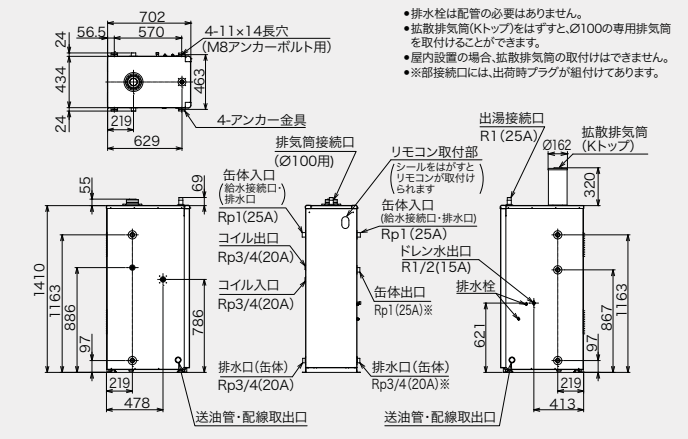 702
56.5
570
4-11×14長穴
(M8アンカーボルト用)
24
434
24
463
219
629
4-アンカー金具
●排水栓は配管の必要はありません。
●拡散排気筒(Kトップ)をはずすと、Ø100の専用排気筒
を取付けることができます。
●屋内設置の場合、拡散排気筒の取付けはできません。
●※部接続口には、出荷時プラグが組付けてあります。
55
69
1410
1163
886
97
786
219
478
送油管・配線取出口
排気筒接続口
(Ø100用)
缶体入口
(給水接続口・
排水口)
Rp1(25A)
コイル出口
Rp3/4(20A)
コイル入口
Rp3/4(20A)
排水口(缶体)
Rp3/4(20A)
リモコン取付部
(シールをはがすと
リモコンが取付け
られます)
缶体入口
(給水接続口・排水口)
Rp1(25A)
缶体出口
Rp1(25A)※
排水口(缶体)
Rp3/4(20A)※
出湯接続口
R1(25A)
Ø162
拡散排気筒
(Kトップ)
320
ドレン水出口
R1/2(15A)
排水栓
621
1163
867
97
219
413
送油管・配線取出口